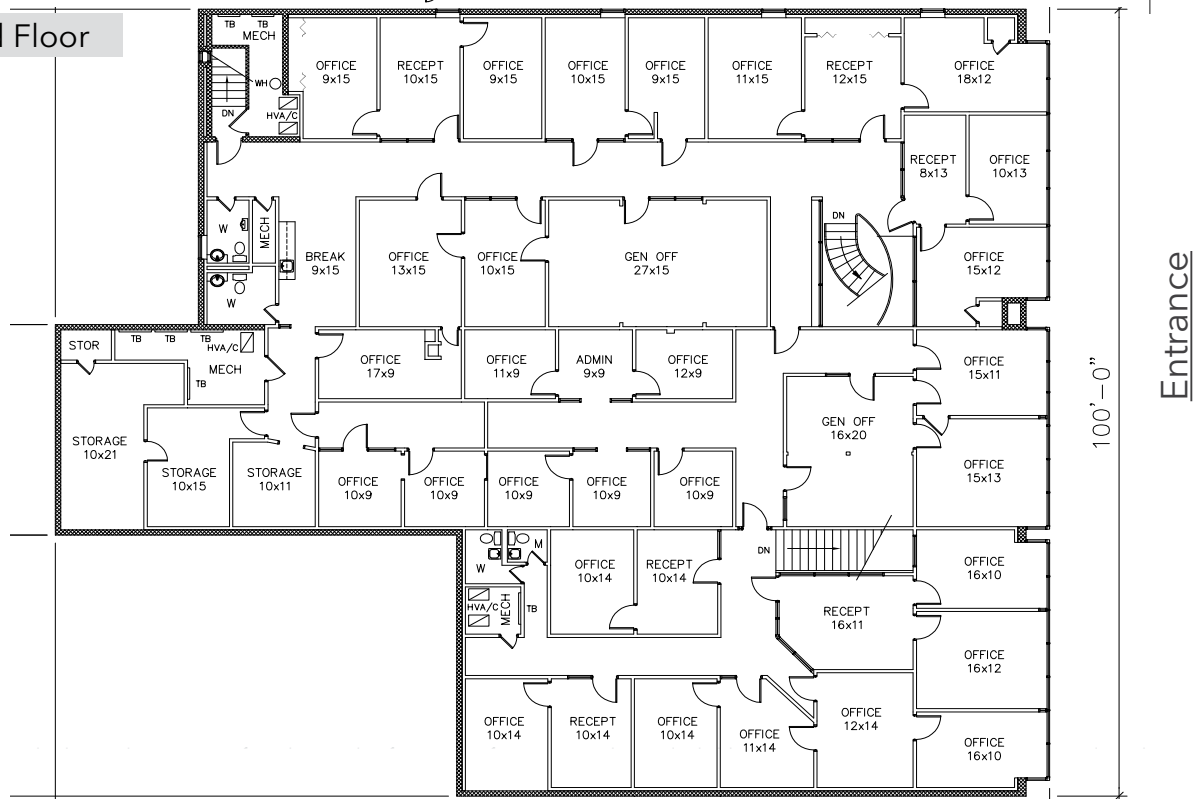 l Floor
TB TB
MECH
WH
HVA/C
DN
OFFICE
9x15
RECEPT
10x15
OFFICE
9x15
OFFICE
10x15
OFFICE
9x15
OFFICE
11x15
RECEPT
12x15
OFFICE
18x12
RECEPT
8x13
OFFICE
10x13
W
MECH
BREAK
9x15
OFFICE
13x15
OFFICE
10x15
GEN OFF
27x15
DN
OFFICE
15x12
W
STOR
TB TB TB
HVA/C
MECH
TB
OFFICE
17x9
OFFICE
11x9
ADMIN
9x9
OFFICE
12x9
OFFICE
15x11
Entrance
100'-0"
GEN OFF
16x20
STORAGE
10x21
STORAGE
10x15
STORAGE
10x11
OFFICE
10x9
OFFICE
10x9
OFFICE
10x9
OFFICE
10x9
OFFICE
10x9
OFFICE
15x13
W
M
HVA/C
MECH
TB
OFFICE
10x14
RECEPT
10x14
DN
OFFICE
16x10
RECEPT
16x11
OFFICE
16x12
OFFICE
10x14
RECEPT
10x14
OFFICE
10x14
OFFICE
11x14
OFFICE
12x14
OFFICE
16x10